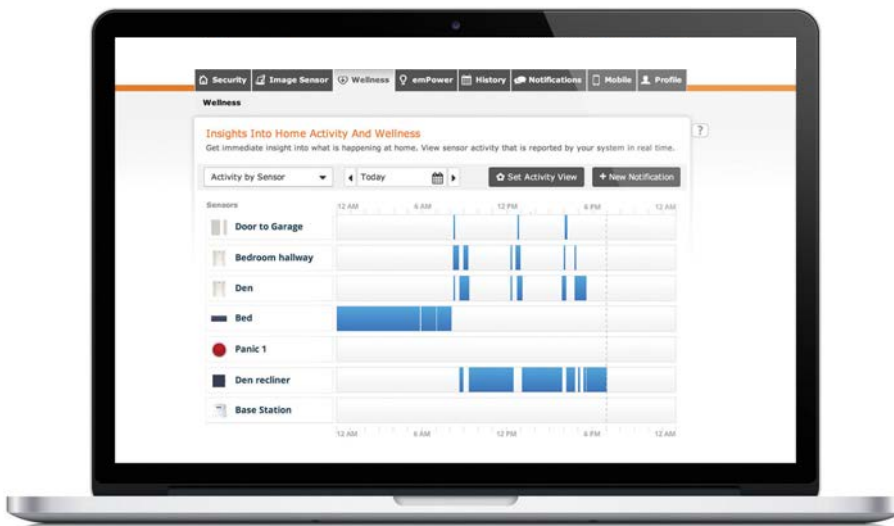 Security Image Sensor Wellness emPower History Notifications Mobile Profile
Wellness
Insights Into Home Activity And Wellness
?
Get immediate insight into what is happening at home. View sensor activity that is reported by your system in real time.
Activity by Sensor Today Set Activity View + New Notification
Sensors 12 AM 6 AM 12 PM 6 PM 12 AM
Door to Garage
Bedroom hallway
Den
Bed
Panic 1
Den recliner
Base Station
12 AM 6 AM 12 PM 6 PM 12 AM